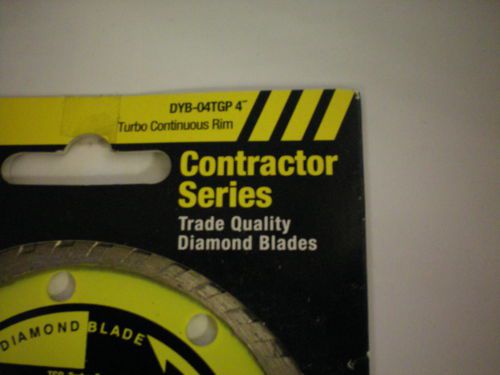 DYB-04TGP 4"
Turbo Continuous Rim
Contractor
Series
Trade Quality
Diamond Blades
DIAMOND BLADE